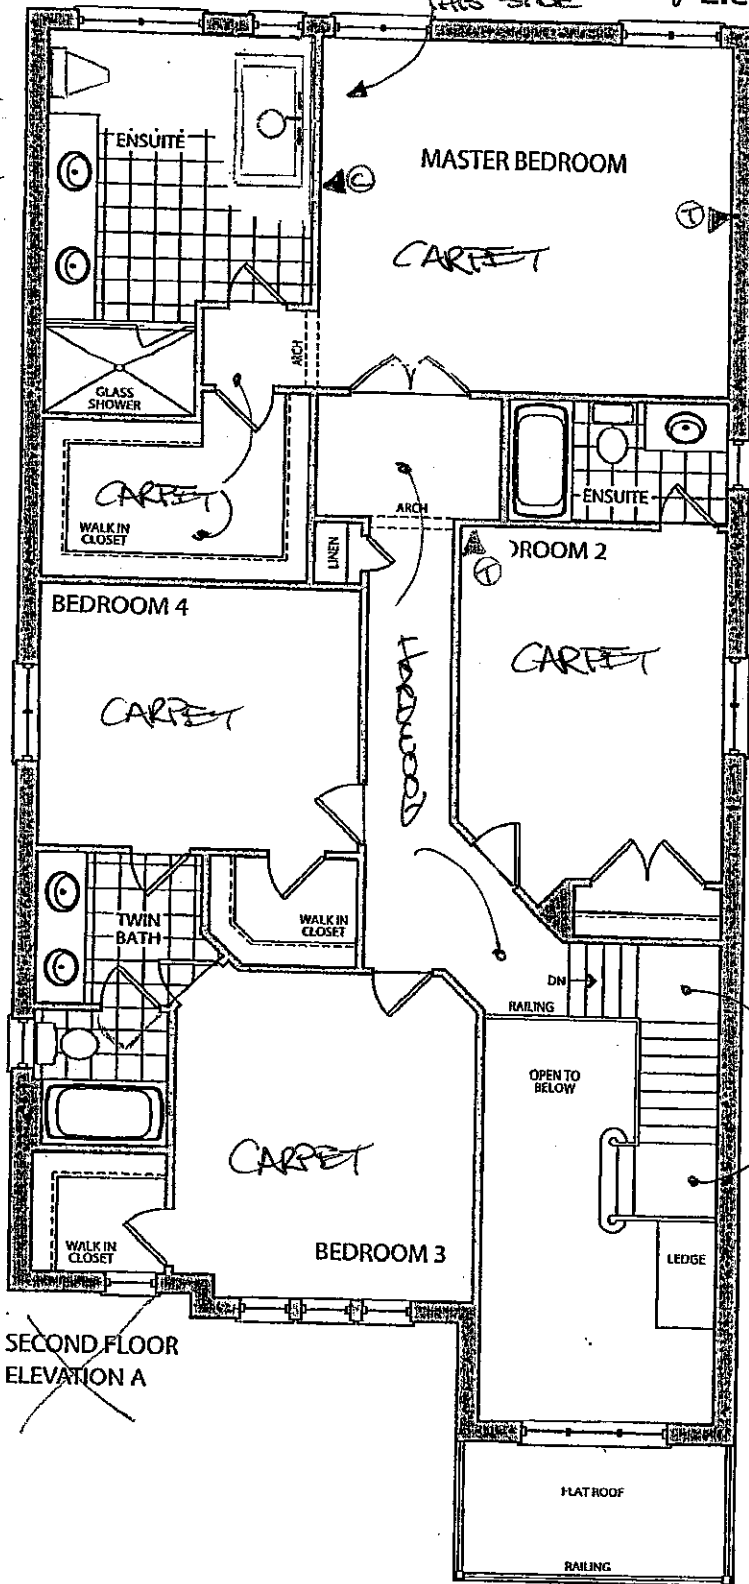 THIS SIDE
ENSUITE
MASTER BEDROOM
C
T
CARPET
ARCH
GLASS
SHOWER
CARPET
WALK IN
CLOSET
ARCH
ENSUITE
LINEN
T
ROOM 2
BEDROOM 4
CARPET
CARPET
HARDWOOD
TWIN
BATH
WALK IN
CLOSET
DN
RAILING
OPEN TO
BELOW
CARPET
WALK IN
CLOSET
BEDROOM 3
LEDGE
SECOND FLOOR
ELEVATION A
FLAT ROOF
RAILING